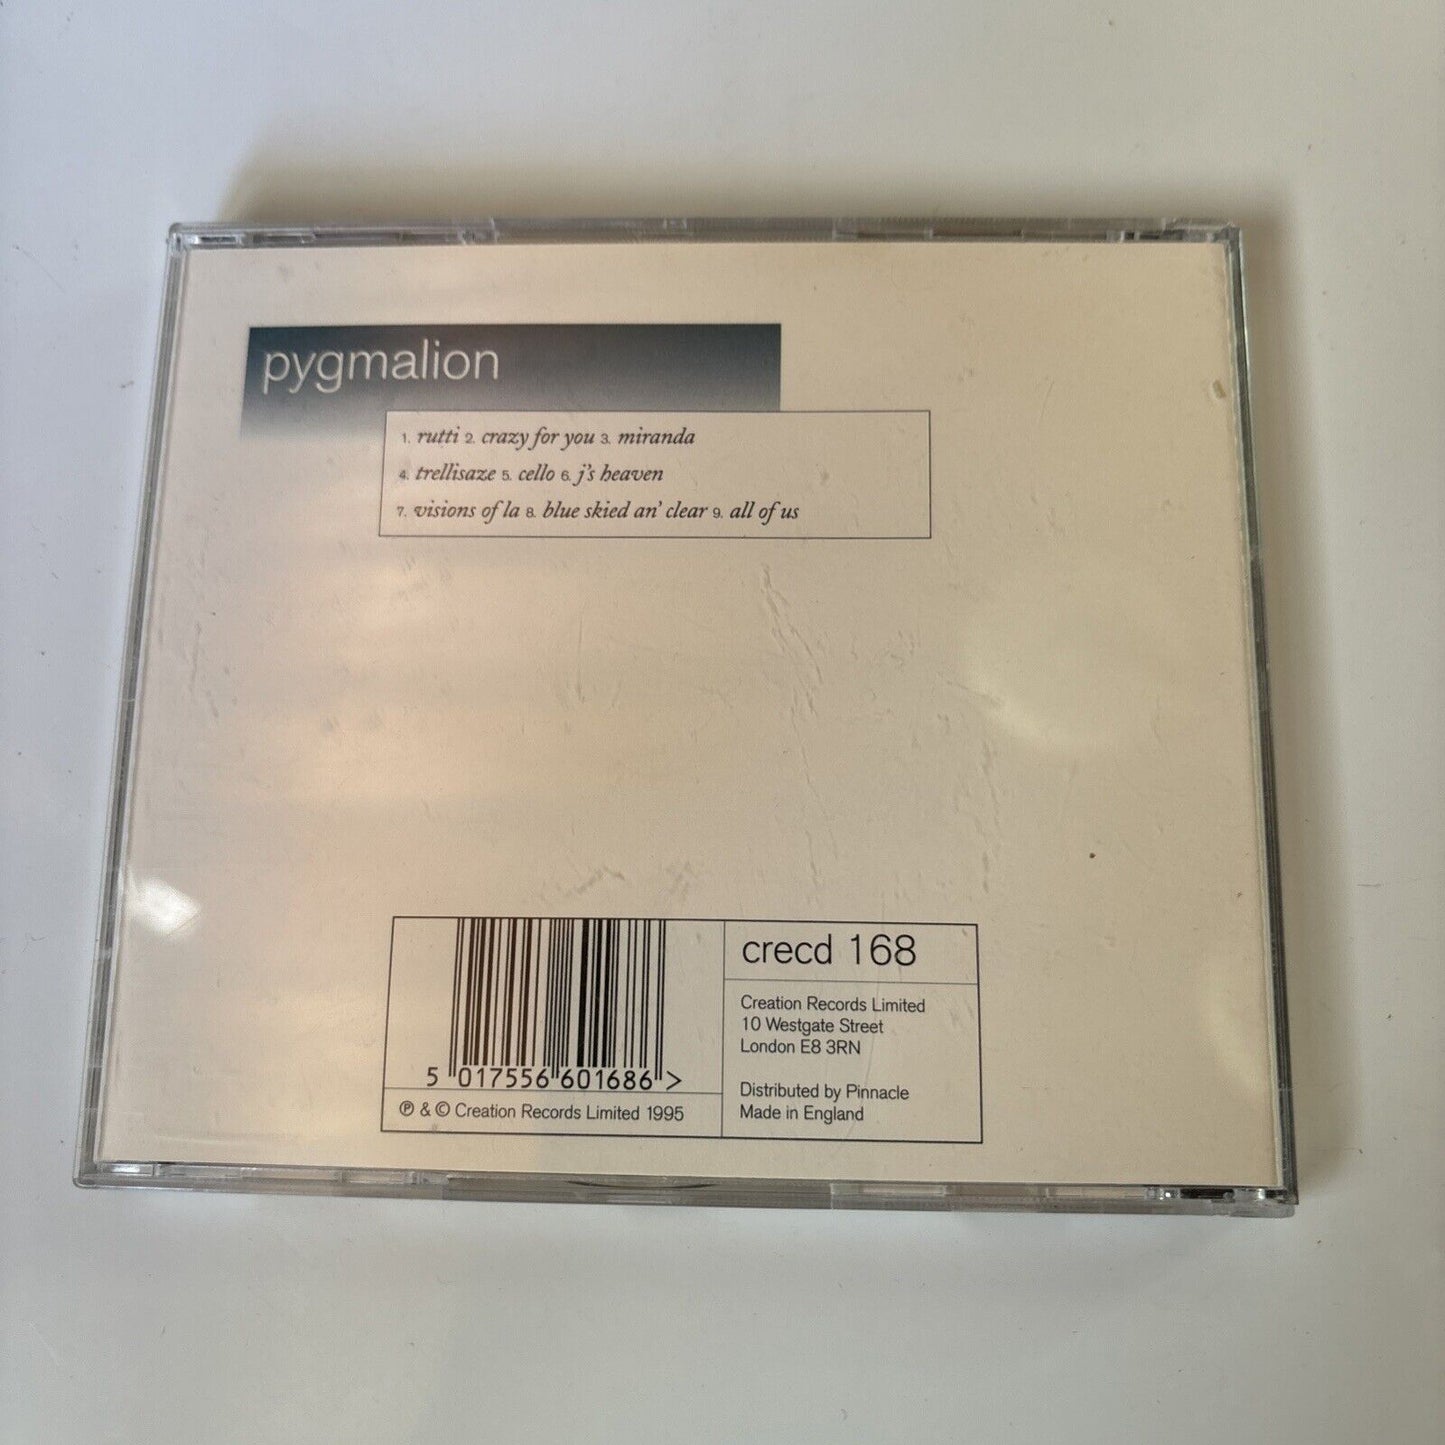 pygmalion
1. rutti 2. crazy for you 3. miranda
4. trellisaze 5. cello 6. j's heaven
7. visions of la 8. blue skied an' clear 9. all of us
5 017556 601686 >
℗ & © Creation Records Limited 1995
crecd 168
Creation Records Limited
10 Westgate Street
London E8 3RN
Distributed by Pinnacle
Made in England